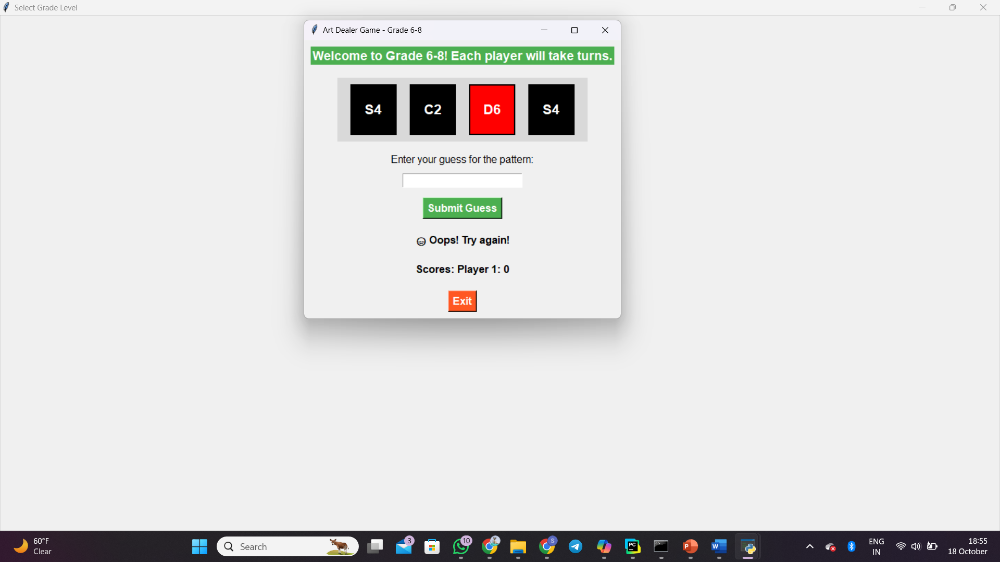 Select Grade Level
Art Dealer Game - Grade 6-8
Welcome to Grade 6-8! Each player will take turns.
S4 C2 D6 S4
Enter your guess for the pattern:
Submit Guess
😞 Oops! Try again!
Scores: Player 1: 0
Exit
60°F
Clear
Search
3
10
S
PC
P
W
ENG
IN
18:55
18 October